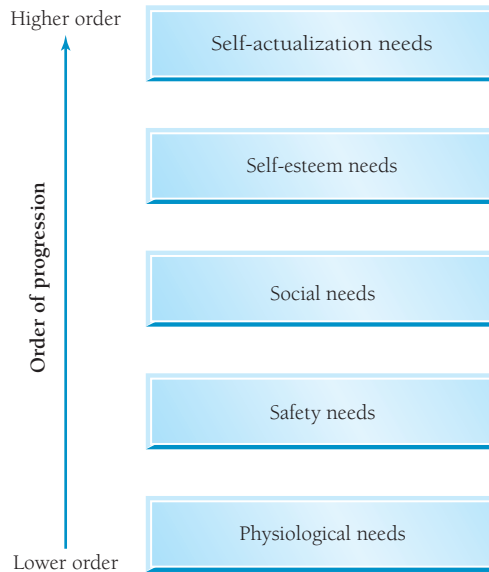 Higher order
Self-actualization needs
Self-esteem needs
Order of progression
Social needs
Safety needs
Physiological needs
Lower order